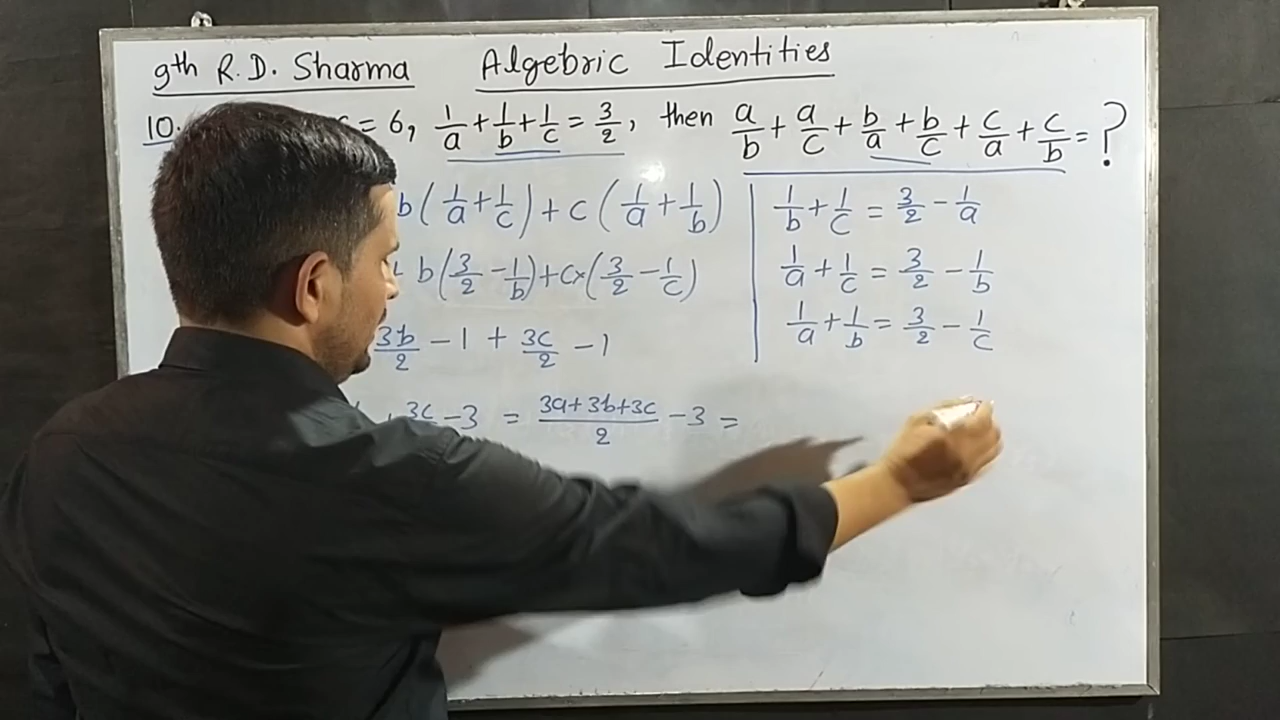 9th R.D. Sharma Algebric Identities
10. c = 6, 1/a + 1/b + 1/c = 3/2, then a/b + a/c + b/a + b/c + c/a + c/b = ?
b(1/a + 1/c) + c(1/a + 1/b)
+ b(3/2 - 1/b) + c×(3/2 - 1/c)
3b/2 - 1 + 3c/2 - 1
+ 3c - 3 = (3a+3b+3c)/2 - 3 =
1/b + 1/c = 3/2 - 1/a
1/a + 1/c = 3/2 - 1/b
1/a + 1/b = 3/2 - 1/c